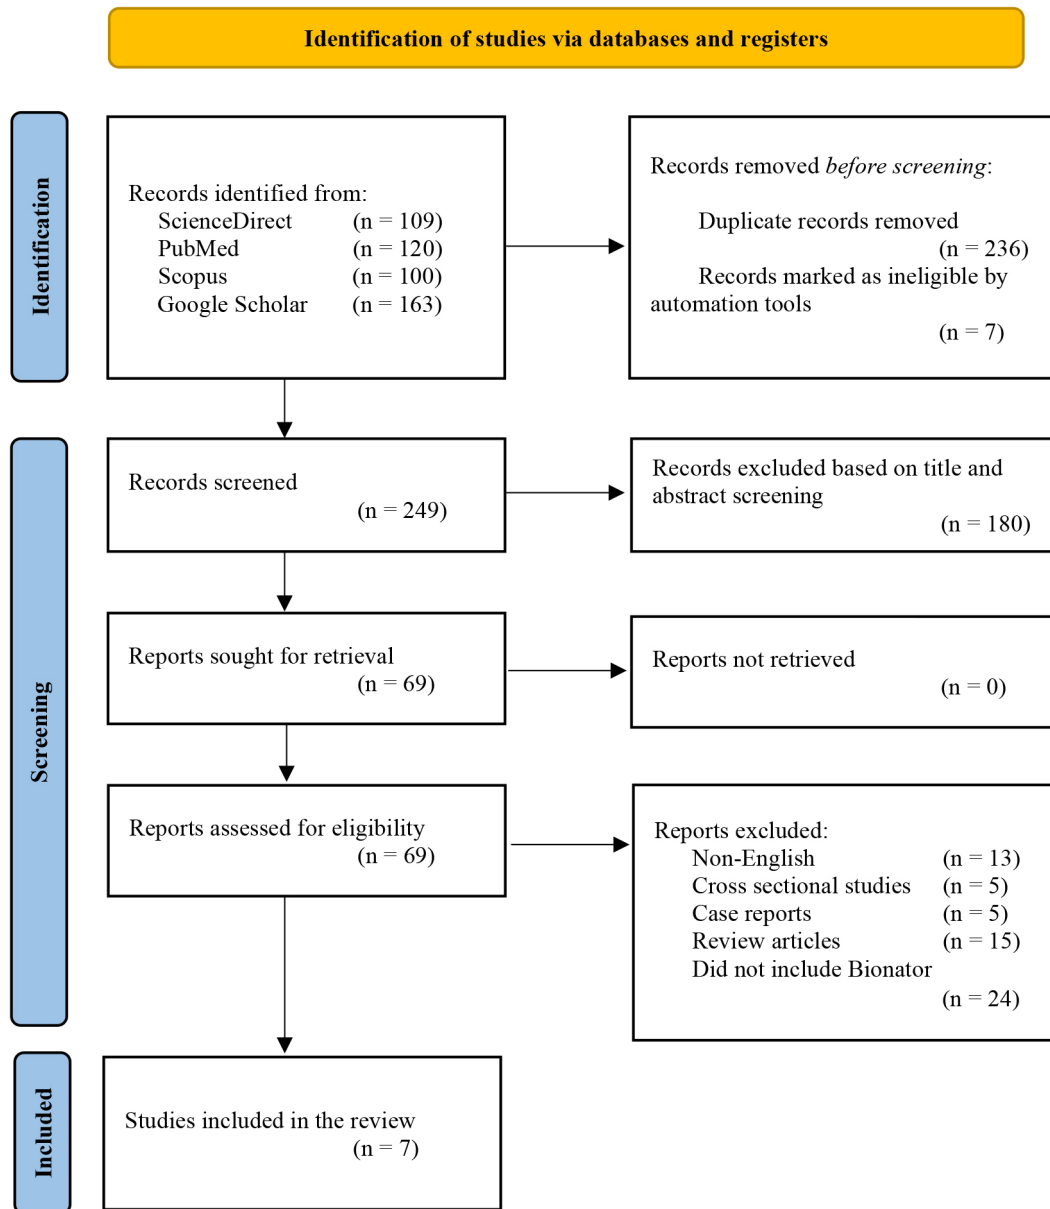 Identification of studies via databases and registers
Identification
Records identified from:
ScienceDirect (n = 109)
PubMed (n = 120)
Scopus (n = 100)
Google Scholar (n = 163)
Records removed before screening:
Duplicate records removed
(n = 236)
Records marked as ineligible by
automation tools
(n = 7)
Screening
Records screened
(n = 249)
Records excluded based on title and
abstract screening
(n = 180)
Reports sought for retrieval
(n = 69)
Reports not retrieved
(n = 0)
Reports assessed for eligibility
(n = 69)
Reports excluded:
Non-English (n = 13)
Cross sectional studies (n = 5)
Case reports (n = 5)
Review articles (n = 15)
Did not include Bionator
(n = 24)
Included
Studies included in the review
(n = 7)